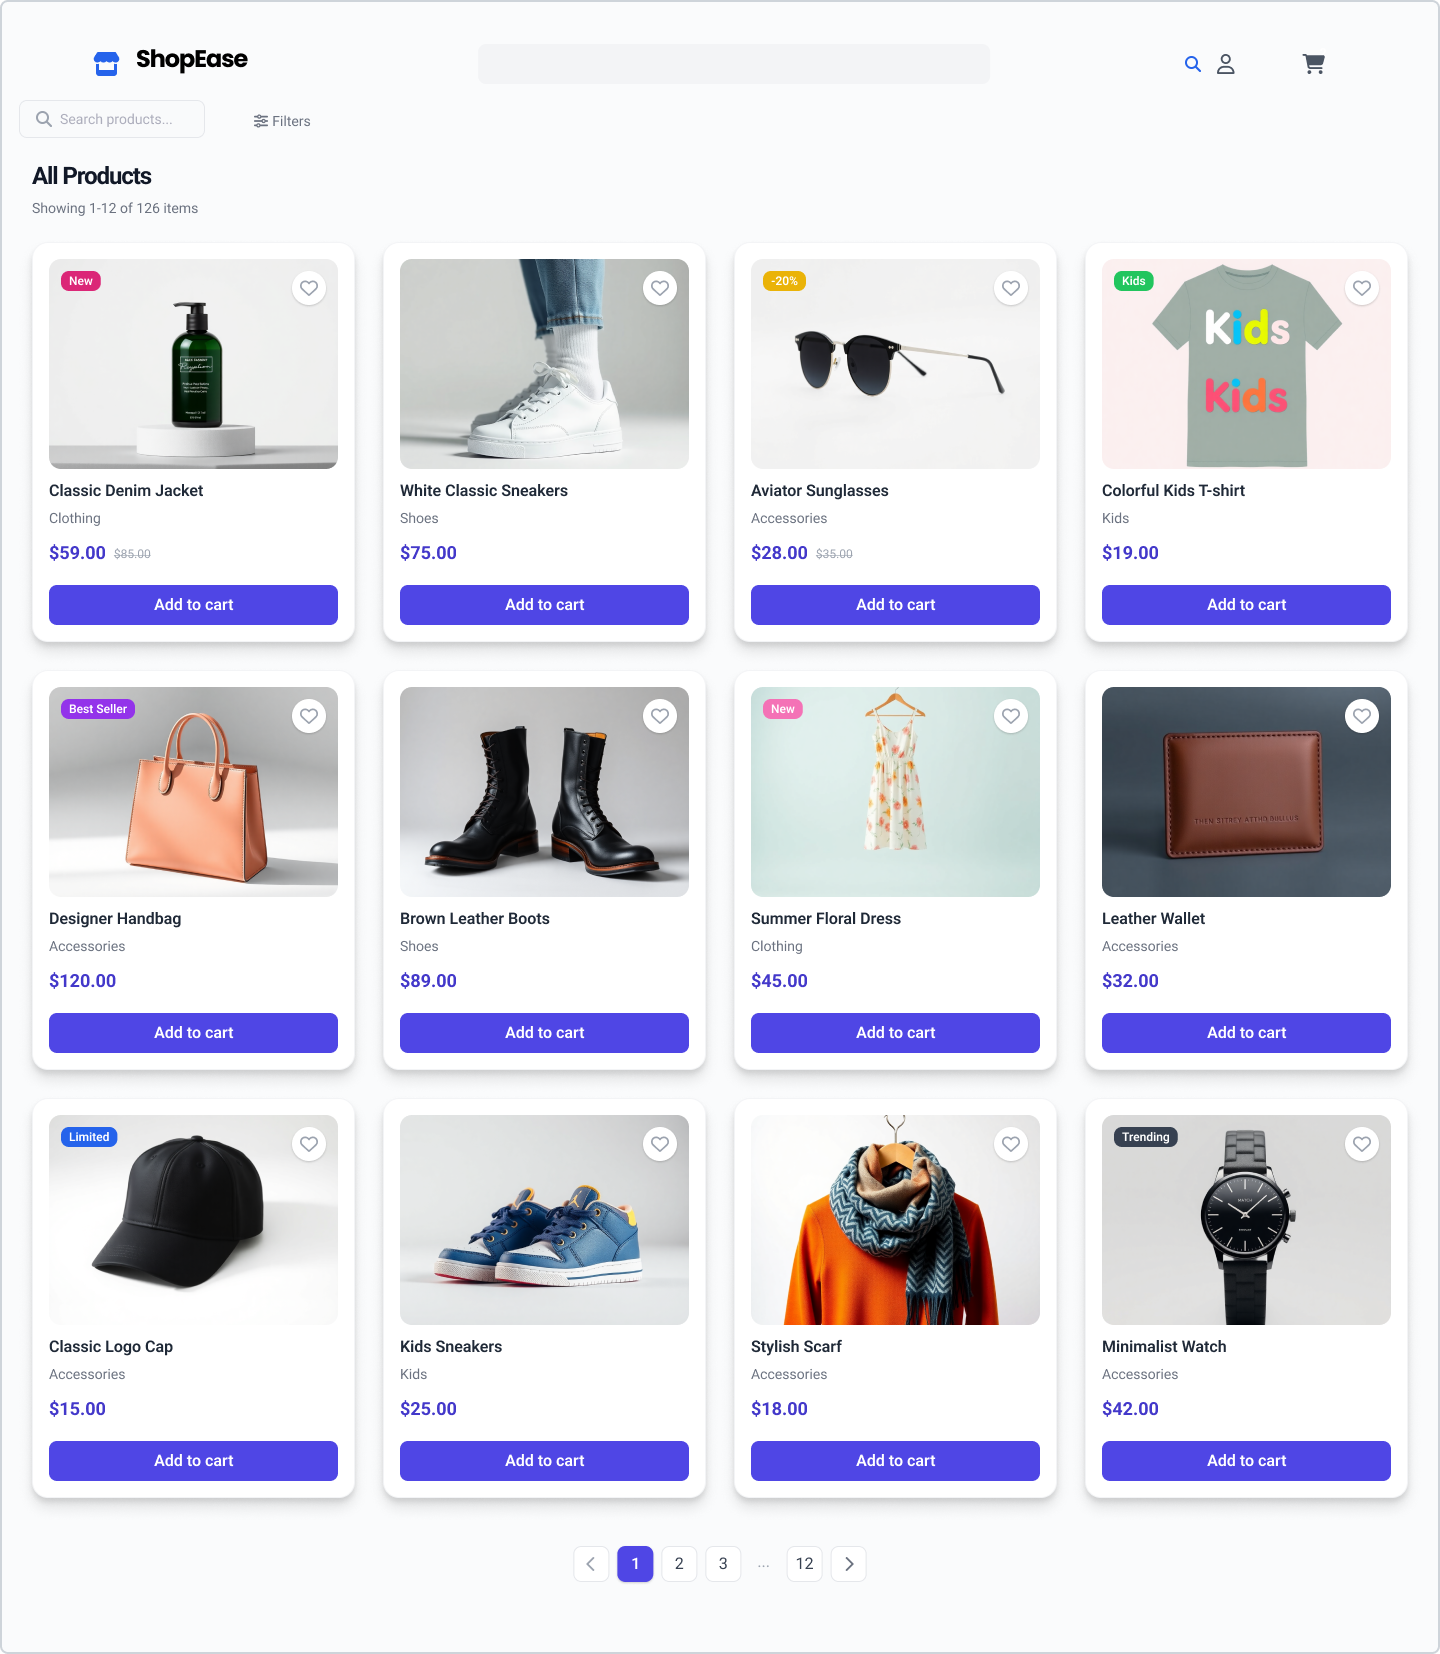 ShopEase
Search products...
Filters
All Products
Showing 1-12 of 126 items
New
Classic Denim Jacket
Clothing
$59.00 $85.00
Add to cart
White Classic Sneakers
Shoes
$75.00
Add to cart
-20%
Aviator Sunglasses
Accessories
$28.00 $35.00
Add to cart
Kids
Kids
Kids
Colorful Kids T-shirt
Kids
$19.00
Add to cart
Best Seller
Designer Handbag
Accessories
$120.00
Add to cart
Brown Leather Boots
Shoes
$89.00
Add to cart
New
Summer Floral Dress
Clothing
$45.00
Add to cart
Leather Wallet
Accessories
$32.00
Add to cart
Limited
Classic Logo Cap
Accessories
$15.00
Add to cart
Kids Sneakers
Kids
$25.00
Add to cart
Stylish Scarf
Accessories
$18.00
Add to cart
Trending
Minimalist Watch
Accessories
$42.00
Add to cart
1 2 3 ... 12